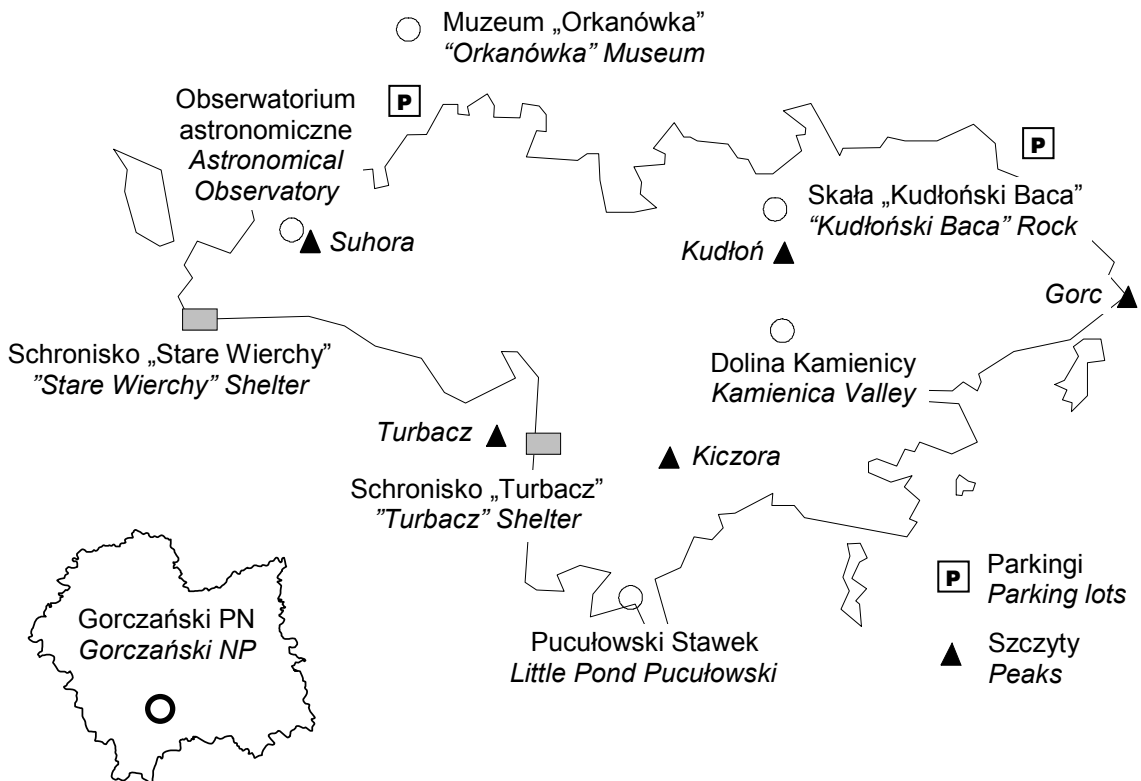 Muzeum „Orkanówka”
“Orkanówka” Museum
Obserwatorium
astronomiczne
Astronomical
Observatory
P
P
Skała „Kudłoński Baca”
“Kudłoński Baca” Rock
Suhora
Kudłoń
Gorc
Schronisko „Stare Wierchy”
”Stare Wierchy” Shelter
Dolina Kamienicy
Kamienica Valley
Turbacz
Kiczora
Schronisko „Turbacz”
”Turbacz” Shelter
Gorczański PN
Gorczański NP
Pucułowski Stawek
Little Pond Pucułowski
P
Parkingi
Parking lots
Szczyty
Peaks